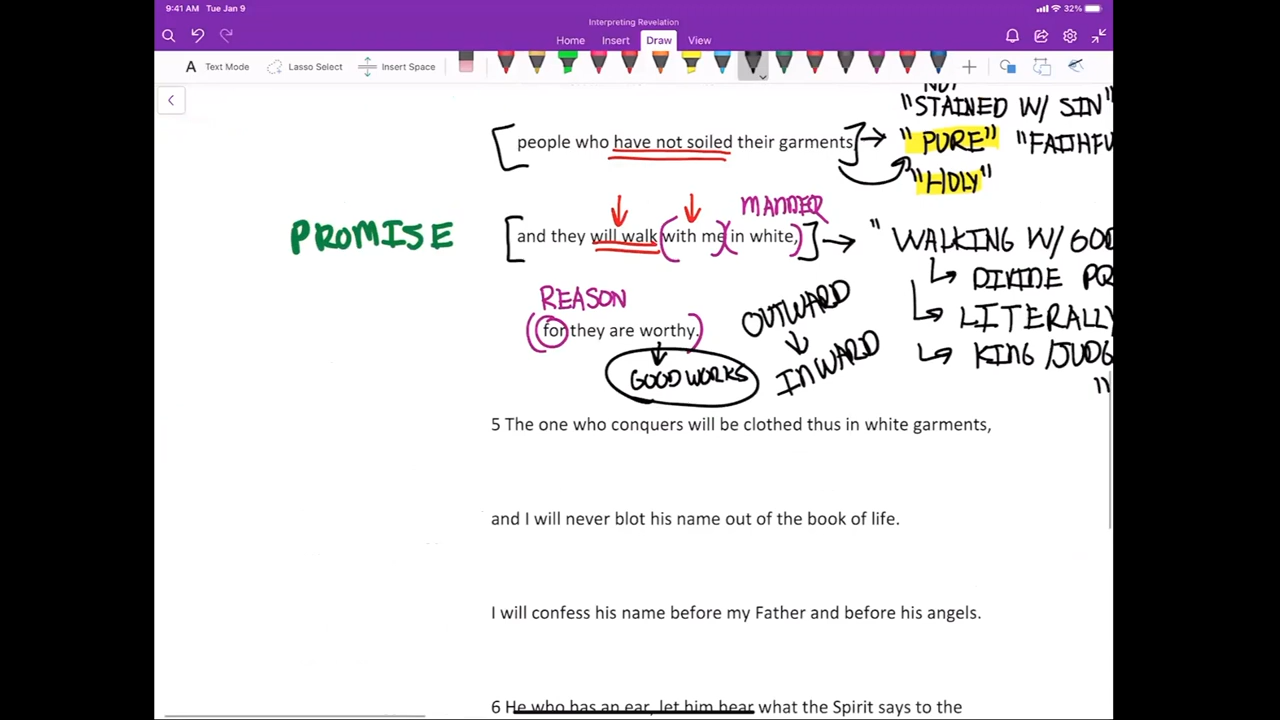 9:41 AM Tue Jan 9
32%
Interpreting Revelation
Home Insert Draw View
Text Mode Lasso Select Insert Space
"STAINED W/ SIN"
people who have not soiled their garments, "PURE" "FAITHFU
"HOLY"
MANNER
PROMISE and they will walk with me in white, " WALKING W/ GOD
DIVINE
REASON OUTWARD
LITERALLY
for they are worthy. INWARD
KING /JUDG
GOOD WORKS
"
5 The one who conquers will be clothed thus in white garments,
and I will never blot his name out of the book of life.
I will confess his name before my Father and before his angels.
6 He who has an ear, let him hear what the Spirit says to the